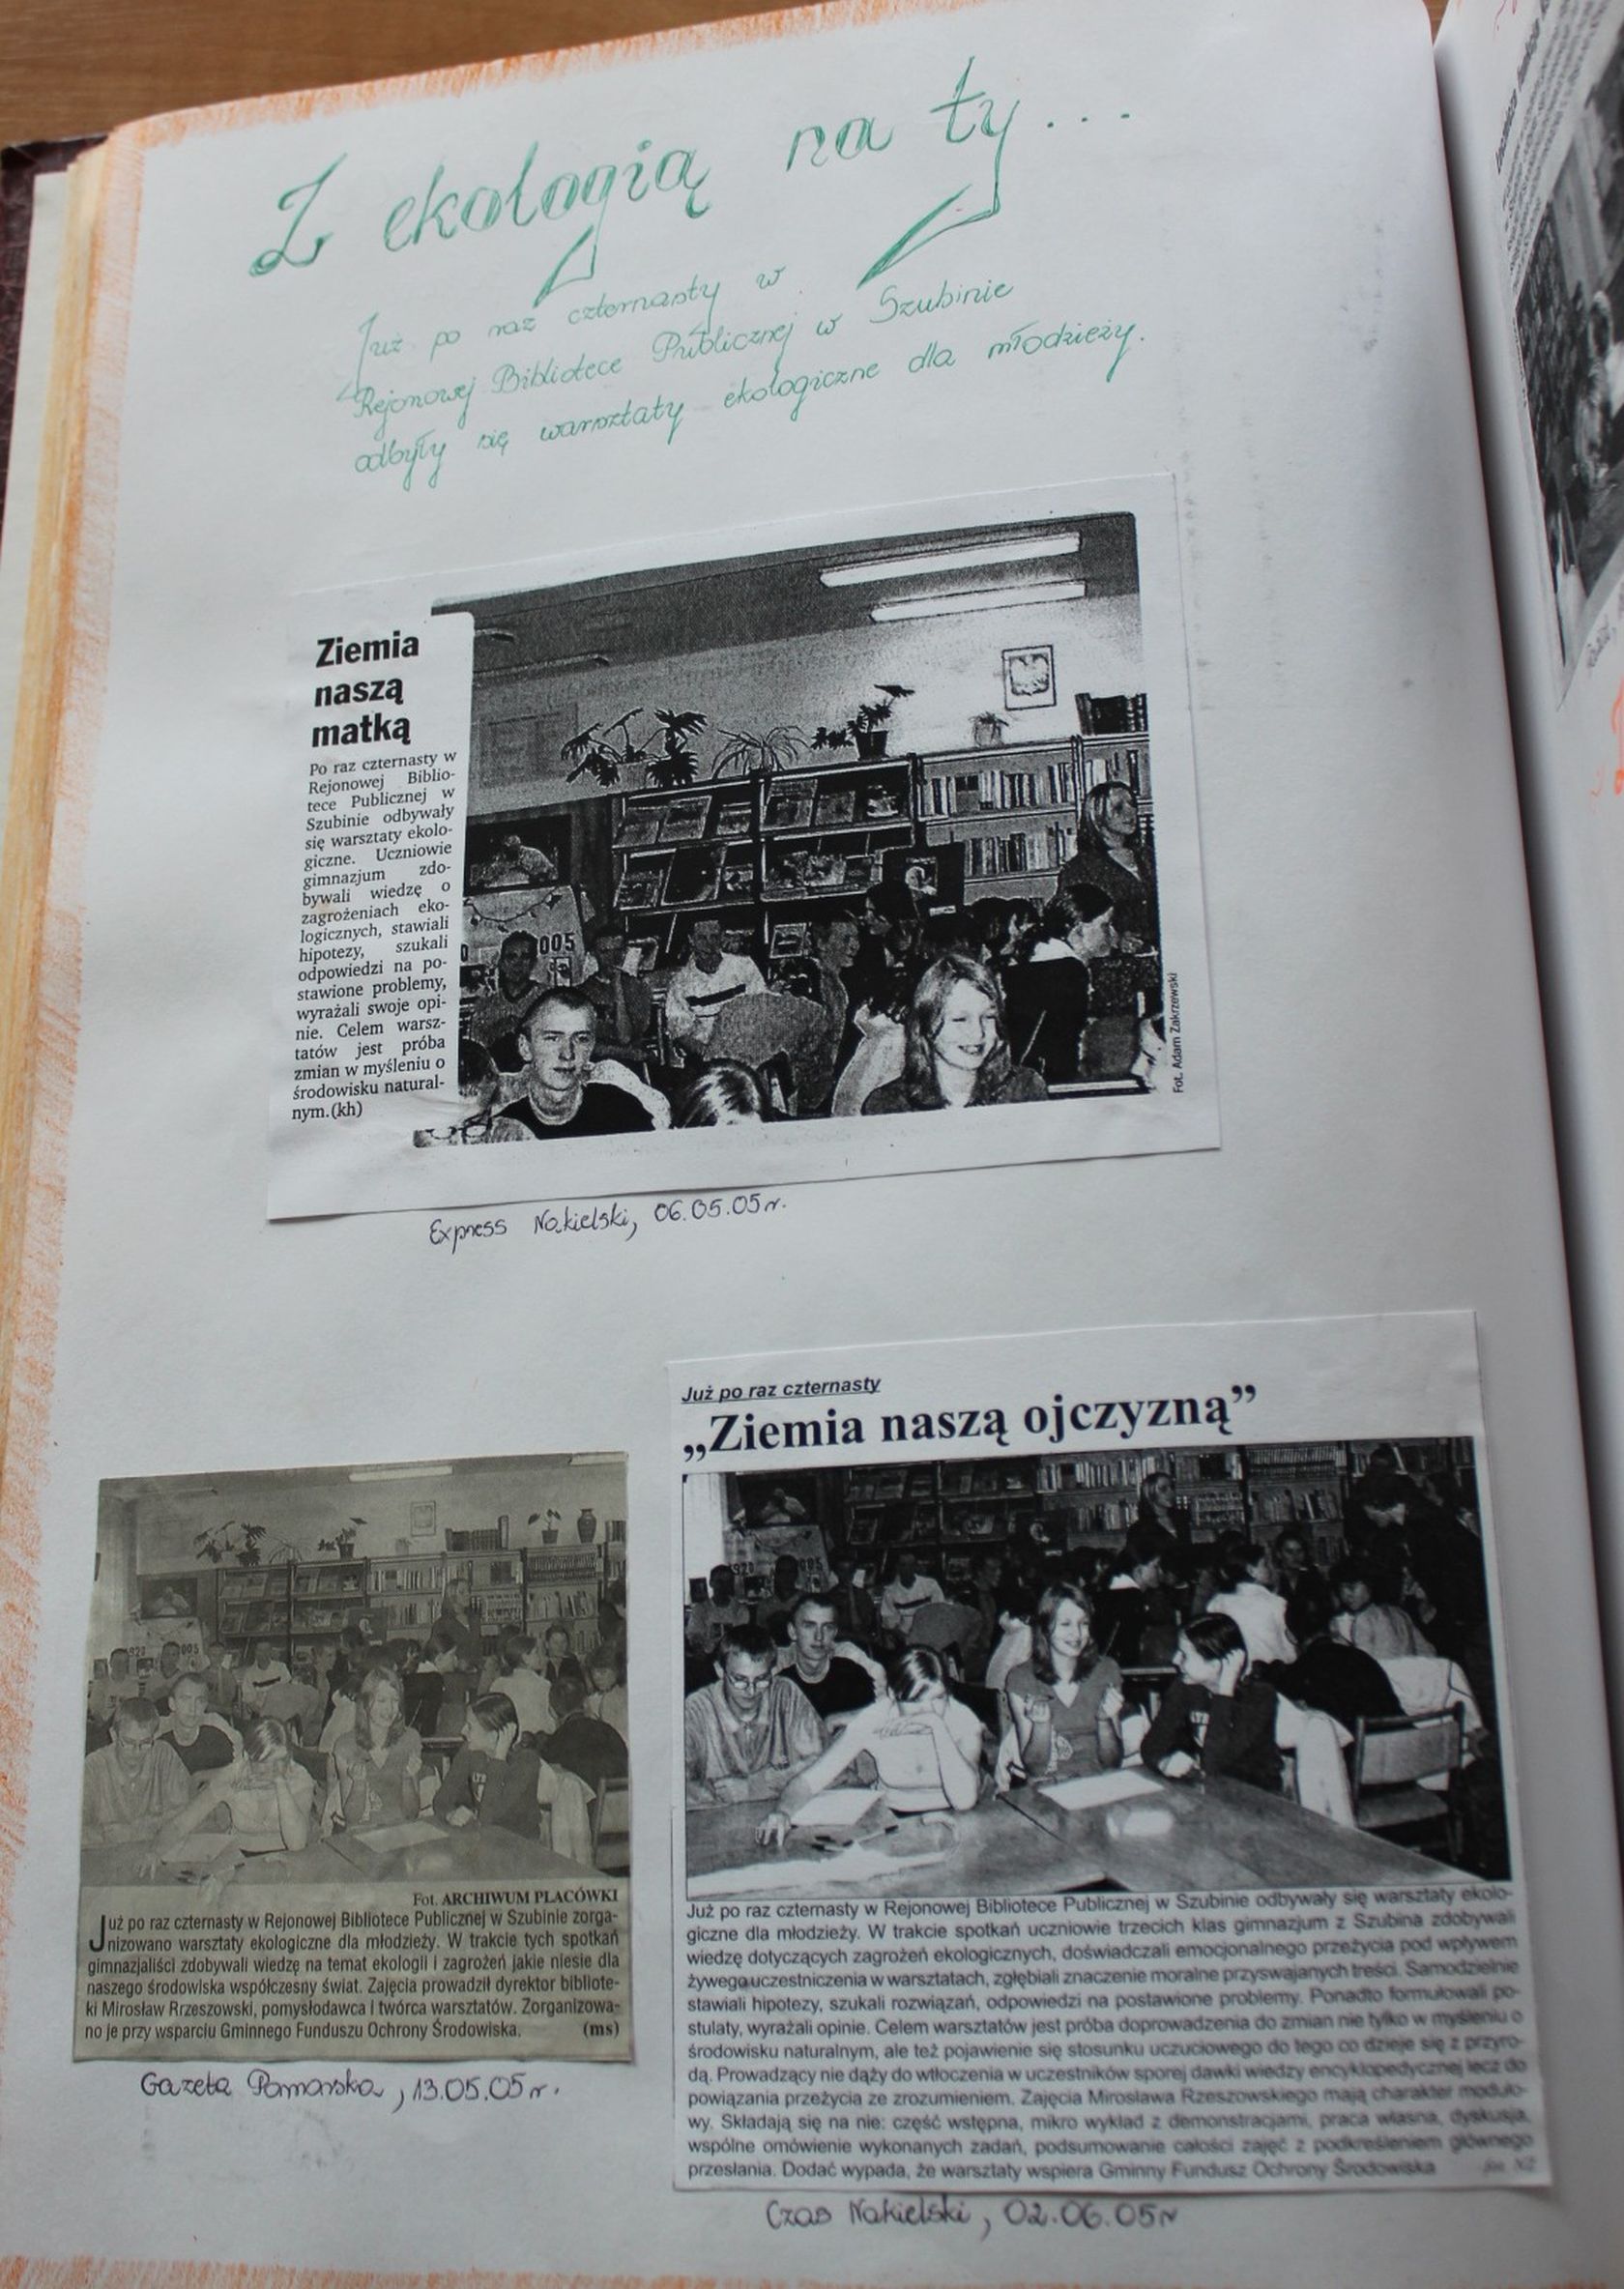 Z ekologią na ty...
Już po raz czternasty w
Rejonowej Bibliotece Publicznej w Szubinie
odbyły się warsztaty ekologiczne dla młodzieży.
Ziemia
naszą
matką
Po raz czternasty w
Rejonowej Biblio-
tece Publicznej w
Szubinie odbywały
się warsztaty ekolo-
giczne. Uczniowie
gimnazjum zdo-
bywali wiedzę o
zagrożeniach eko-
logicznych, stawiali
hipotezy, szukali
odpowiedzi na po-
stawione problemy,
wyrażali swoje opi-
nie. Celem warsz-
tatów jest próba
zmian w myśleniu o
środowisku natural-
nym.(kh)
005
Fot. Adam Zakrzewski
Express Nakielski, 06.05.05r.
Fot. ARCHIWUM PLACÓWKI
Już po raz czternasty w Rejonowej Bibliotece Publicznej w Szubinie zorga-
nizowano warsztaty ekologiczne dla młodzieży. W trakcie tych spotkań
gimnazjaliści zdobywali wiedzę na temat ekologii i zagrożeń jakie niesie dla
naszego środowiska współczesny świat. Zajęcia prowadził dyrektor bibliote-
ki Mirosław Rrzeszowski, pomysłodawca i twórca warsztatów. Zorganizowa-
no je przy wsparciu Gminnego Funduszu Ochrony Środowiska. (ms)
Gazeta Pomorska, 13.05.05r.
Już po raz czternasty
„Ziemia naszą ojczyzną”
Już po raz czternasty w Rejonowej Bibliotece Publicznej w Szubinie odbywały się warsztaty ekolo-
giczne dla młodzieży. W trakcie spotkań uczniowie trzecich klas gimnazjum z Szubina zdobywali
wiedzę dotyczących zagrożeń ekologicznych, doświadczali emocjonalnego przeżycia pod wpływem
żywego uczestniczenia w warsztatach, zgłębiali znaczenie moralne przyswajanych treści. Samodzielnie
stawiali hipotezy, szukali rozwiązań, odpowiedzi na postawione problemy. Ponadto formułowali po-
stulaty, wyrażali opinie. Celem warsztatów jest próba doprowadzenia do zmian nie tylko w myśleniu o
środowisku naturalnym, ale też pojawienie się stosunku uczuciowego do tego co dzieje się z przyro-
dą. Prowadzący nie dąży do wtłoczenia w uczestników sporej dawki wiedzy encyklopedycznej lecz do
powiązania przeżycia ze zrozumieniem. Zajęcia Mirosława Rzeszowskiego mają charakter moduło-
wy. Składają się na nie: część wstępna, mikro wykład z demonstracjami, praca własna, dyskusja,
wspólne omówienie wykonanych zadań, podsumowanie całości zajęć z podkreśleniem głównego
przesłania. Dodać wypada, że warsztaty wspiera Gminny Fundusz Ochrony Środowiska
Czas Nakielski, 02.06.05r